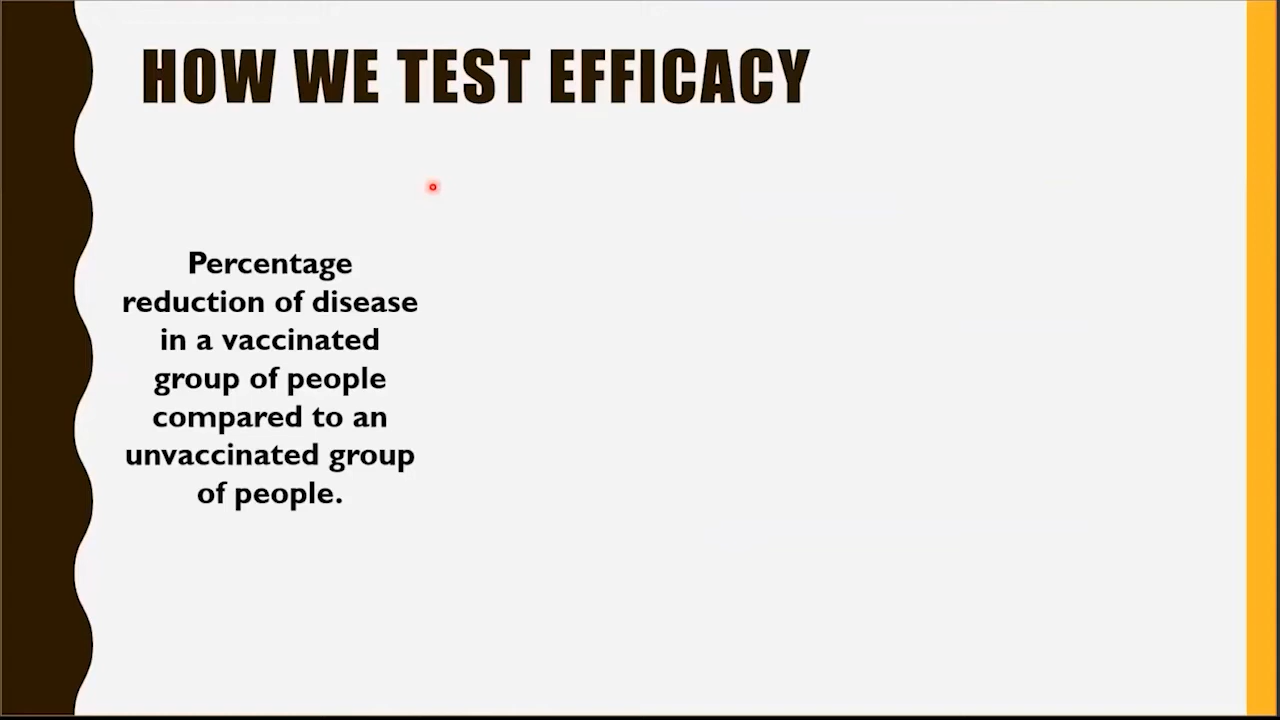 HOW WE TEST EFFICACY
Percentage
reduction of disease
in a vaccinated
group of people
compared to an
unvaccinated group
of people.